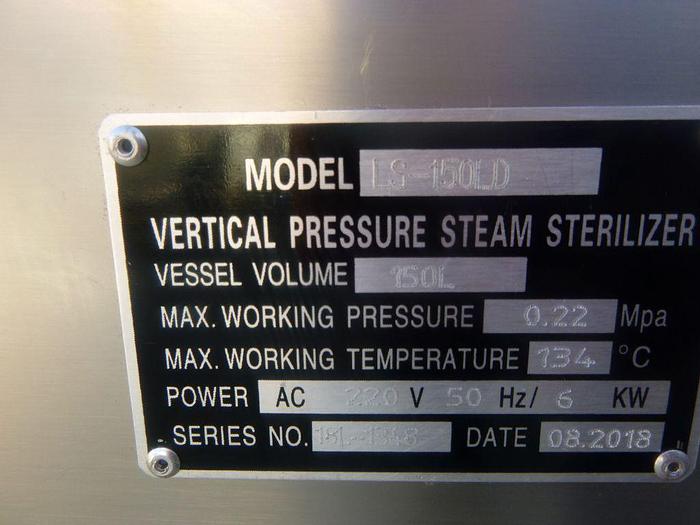 MODEL LS-150LD
VERTICAL PRESSURE STEAM STERILIZER
VESSEL VOLUME 150L
MAX. WORKING PRESSURE 0.22 Mpa
MAX. WORKING TEMPERATURE 134 °C
POWER AC 220 V 50 Hz/ 6 KW
SERIES NO. DATE 08.2018